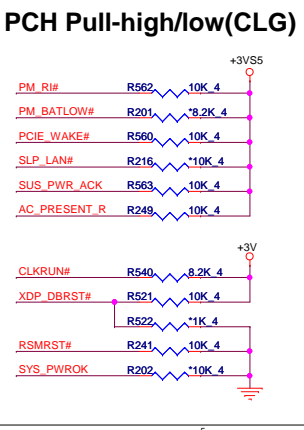 PCH Pull-high/low(CLG)
+3VS5
PM_RI# R562 10K_4
PM_BATLOW# R201 *8.2K_4
PCIE_WAKE# R560 10K_4
SLP_LAN# R216 *10K_4
SUS_PWR_ACK R563 10K_4
AC_PRESENT_R R249 10K_4
+3V
CLKRUN# R540 8.2K_4
XDP_DBRST# R521 10K_4
R522 *1K_4
RSMRST# R241 10K_4
SYS_PWROK R202 *10K_4